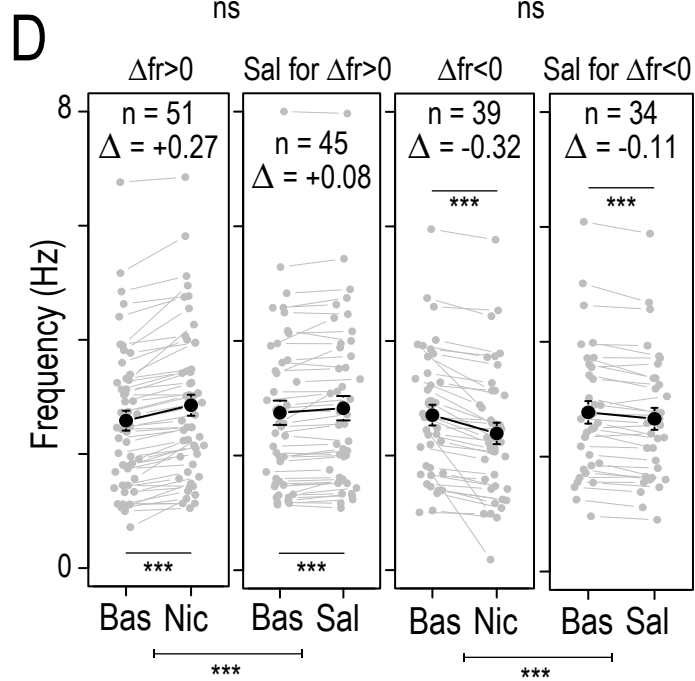 ns
ns
D
Δfr>0
Sal for Δfr>0
Δfr<0
Sal for Δfr<0
8
n = 51
Δ = +0.27
n = 45
Δ = +0.08
n = 39
Δ = -0.32
***
n = 34
Δ = -0.11
***
Frequency (Hz)
***
***
0
Bas Nic
Bas Sal
Bas Nic
Bas Sal
***
***